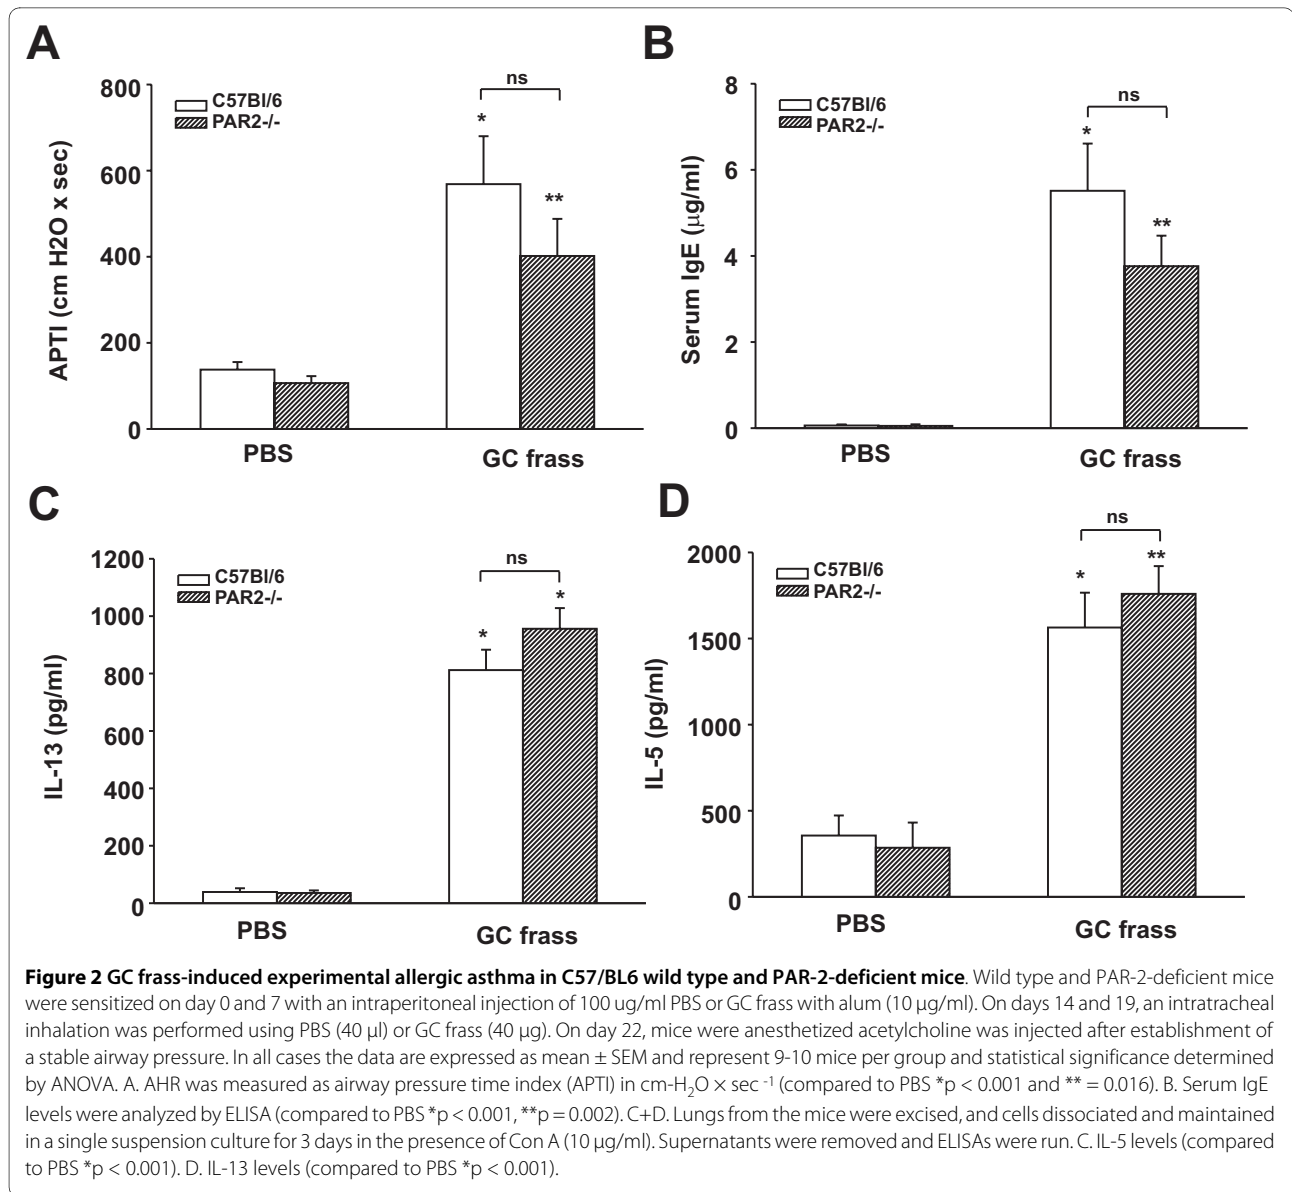 A
800
600
400
200
0
APTI (cm H2O x sec)
C57Bl/6
PAR2-/-
ns
*
**
PBS
GC frass
B
8
6
4
2
0
Serum IgE (µg/ml)
C57Bl/6
PAR2-/-
ns
*
**
PBS
GC frass
C
1200
1000
800
600
400
200
0
IL-13 (pg/ml)
C57Bl/6
PAR2-/-
ns
*
*
PBS
GC frass
D
2000
1500
1000
500
0
IL-5 (pg/ml)
C57Bl/6
PAR2-/-
ns
*
**
PBS
GC frass
Figure 2 GC frass-induced experimental allergic asthma in C57/BL6 wild type and PAR-2-deficient mice. Wild type and PAR-2-deficient mice
were sensitized on day 0 and 7 with an intraperitoneal injection of 100 ug/ml PBS or GC frass with alum (10 µg/ml). On days 14 and 19, an intratracheal
inhalation was performed using PBS (40 µl) or GC frass (40 µg). On day 22, mice were anesthetized acetylcholine was injected after establishment of
a stable airway pressure. In all cases the data are expressed as mean ± SEM and represent 9-10 mice per group and statistical significance determined
by ANOVA. A. AHR was measured as airway pressure time index (APTI) in cm-H₂O × sec ⁻¹ (compared to PBS *p < 0.001 and ** = 0.016). B. Serum IgE
levels were analyzed by ELISA (compared to PBS *p < 0.001, **p = 0.002). C+D. Lungs from the mice were excised, and cells dissociated and maintained
in a single suspension culture for 3 days in the presence of Con A (10 µg/ml). Supernatants were removed and ELISAs were run. C. IL-5 levels (compared
to PBS *p < 0.001). D. IL-13 levels (compared to PBS *p < 0.001).